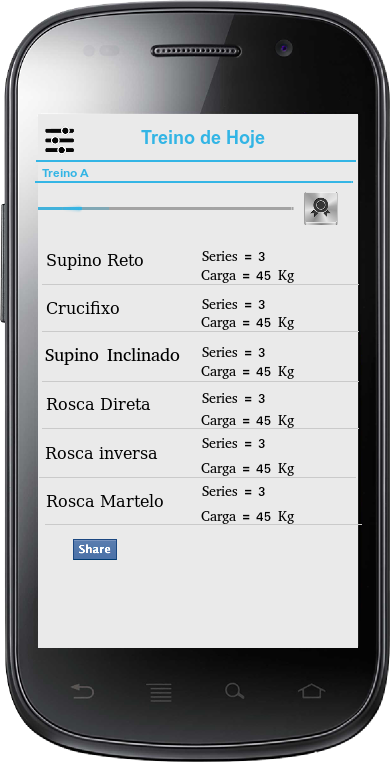 Treino de Hoje
Treino A
Supino Reto
Series = 3
Carga = 45 Kg
Crucifixo
Series = 3
Carga = 45 Kg
Supino Inclinado
Series = 3
Carga = 45 Kg
Rosca Direta
Series = 3
Carga = 45 Kg
Rosca inversa
Series = 3
Carga = 45 Kg
Rosca Martelo
Series = 3
Carga = 45 Kg
Share